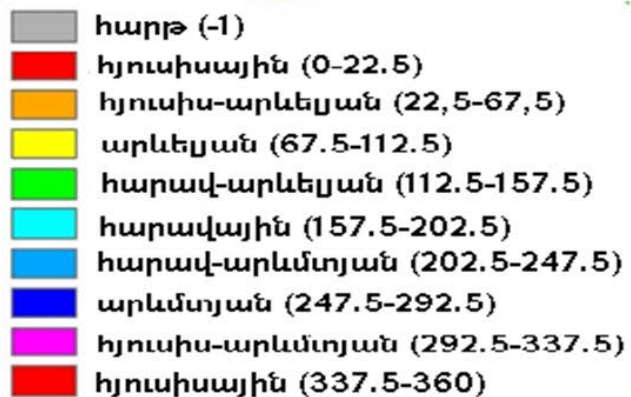 հարթ (-1)
հյուսիսային (0-22.5)
հյուսիս-արևելյան (22,5-67,5)
արևելյան (67.5-112.5)
հարավ-արևելյան (112.5-157.5)
հարավային (157.5-202.5)
հարավ-արևմտյան (202.5-247.5)
արևմտյան (247.5-292.5)
հյուսիս-արևմտյան (292.5-337.5)
հյուսիսային (337.5-360)